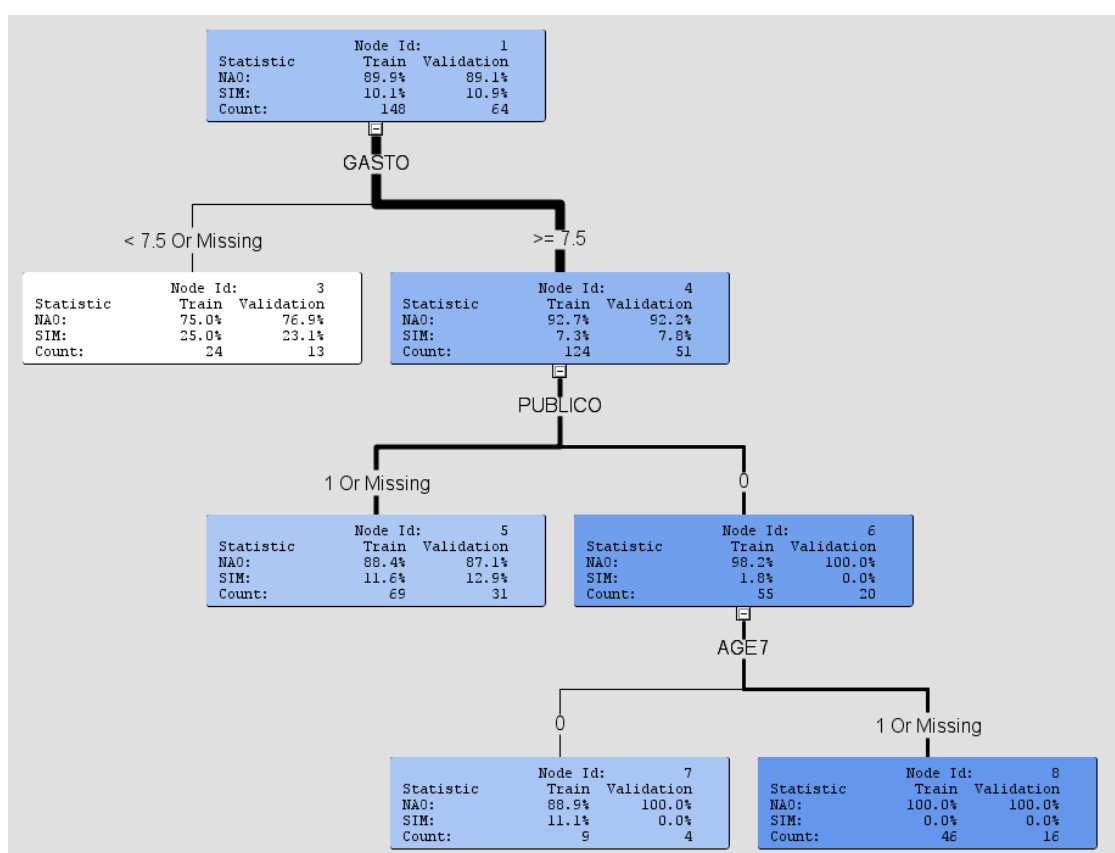 Node Id: 1
Statistic Train Validation
NAO: 89.9% 89.1%
SIM: 10.1% 10.9%
Count: 148 64
GASTO
< 7.5 Or Missing
>= 7.5
Node Id: 3
Statistic Train Validation
NAO: 75.0% 76.9%
SIM: 25.0% 23.1%
Count: 24 13
Node Id: 4
Statistic Train Validation
NAO: 92.7% 92.2%
SIM: 7.3% 7.8%
Count: 124 51
PUBLICO
1 Or Missing
0
Node Id: 5
Statistic Train Validation
NAO: 88.4% 87.1%
SIM: 11.6% 12.9%
Count: 69 31
Node Id: 6
Statistic Train Validation
NAO: 98.2% 100.0%
SIM: 1.8% 0.0%
Count: 55 20
AGE7
0
1 Or Missing
Node Id: 7
Statistic Train Validation
NAO: 88.9% 100.0%
SIM: 11.1% 0.0%
Count: 9 4
Node Id: 8
Statistic Train Validation
NAO: 100.0% 100.0%
SIM: 0.0% 0.0%
Count: 46 16